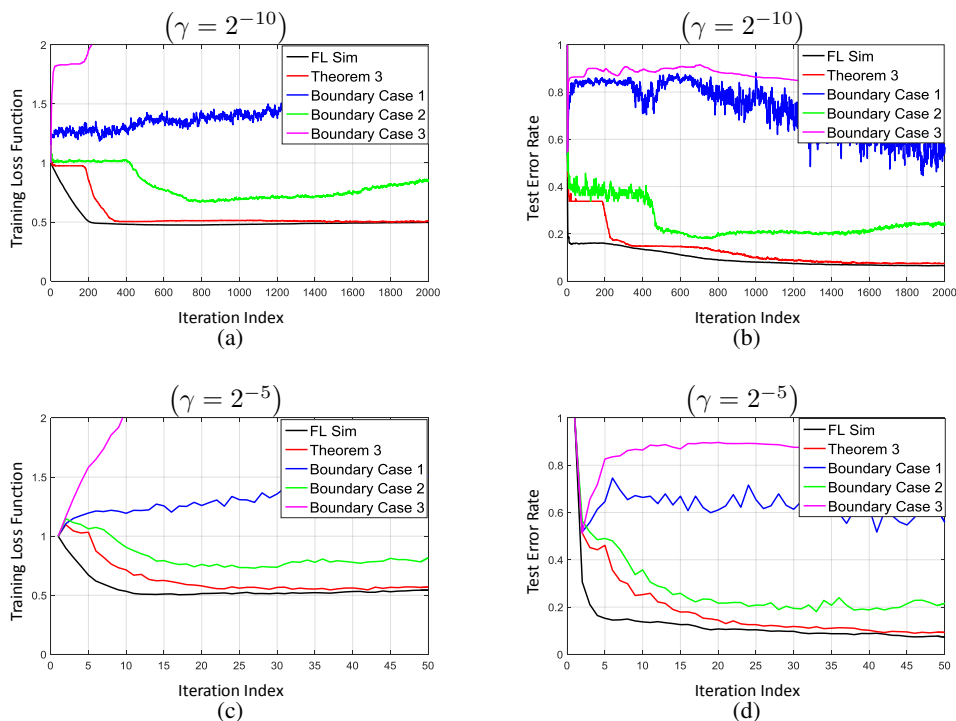 (γ = 2⁻¹⁰)
Training Loss Function
2
1.5
1
0.5
0
FL Sim
Theorem 3
Boundary Case 1
Boundary Case 2
Boundary Case 3
0 200 400 600 800 1000 1200 1400 1600 1800 2000
Iteration Index
(a)
(γ = 2⁻¹⁰)
Test Error Rate
1
0.8
0.6
0.4
0.2
0
FL Sim
Theorem 3
Boundary Case 1
Boundary Case 2
Boundary Case 3
0 200 400 600 800 1000 1200 1400 1600 1800 2000
Iteration Index
(b)
(γ = 2⁻⁵)
Training Loss Function
2
1.5
1
0.5
0
FL Sim
Theorem 3
Boundary Case 1
Boundary Case 2
Boundary Case 3
0 5 10 15 20 25 30 35 40 45 50
Iteration Index
(c)
(γ = 2⁻⁵)
Test Error Rate
1
0.8
0.6
0.4
0.2
0
FL Sim
Theorem 3
Boundary Case 1
Boundary Case 2
Boundary Case 3
0 5 10 15 20 25 30 35 40 45 50
Iteration Index
(d)